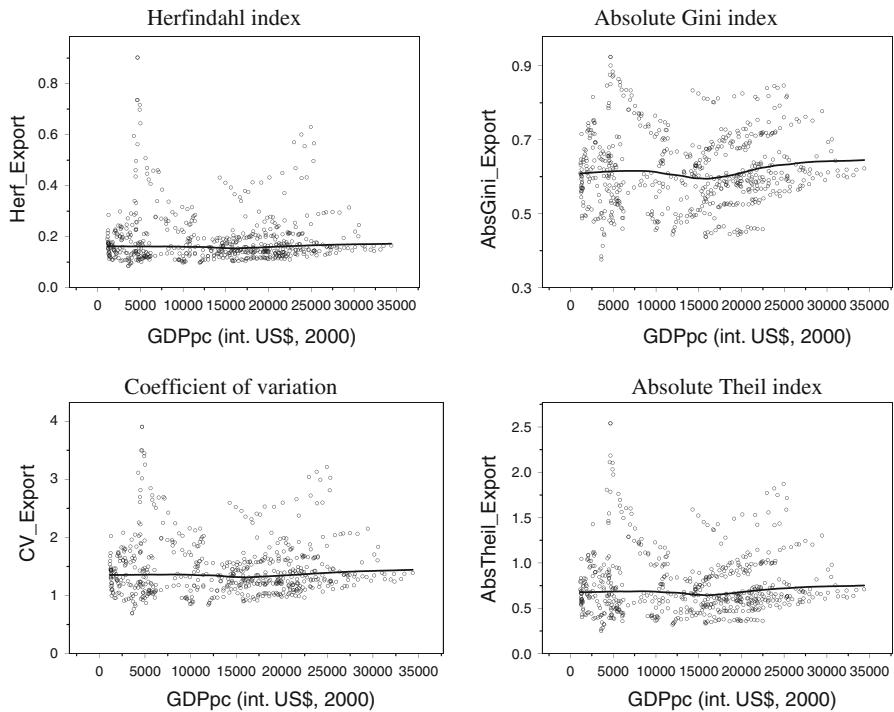 Herfindahl index
Herf_Export
0.8
0.6
0.4
0.2
0.0
0 5000 10000 15000 20000 25000 30000 35000
GDPpc (int. US$, 2000)
Absolute Gini index
AbsGini_Export
0.9
0.7
0.5
0.3
0 5000 10000 15000 20000 25000 30000 35000
GDPpc (int. US$, 2000)
Coefficient of variation
CV_Export
4
3
2
1
0
0 5000 10000 15000 20000 25000 30000 35000
GDPpc (int. US$, 2000)
Absolute Theil index
AbsTheil_Export
2.5
2.0
1.5
1.0
0.5
0.0
0 5000 10000 15000 20000 25000 30000 35000
GDPpc (int. US$, 2000)